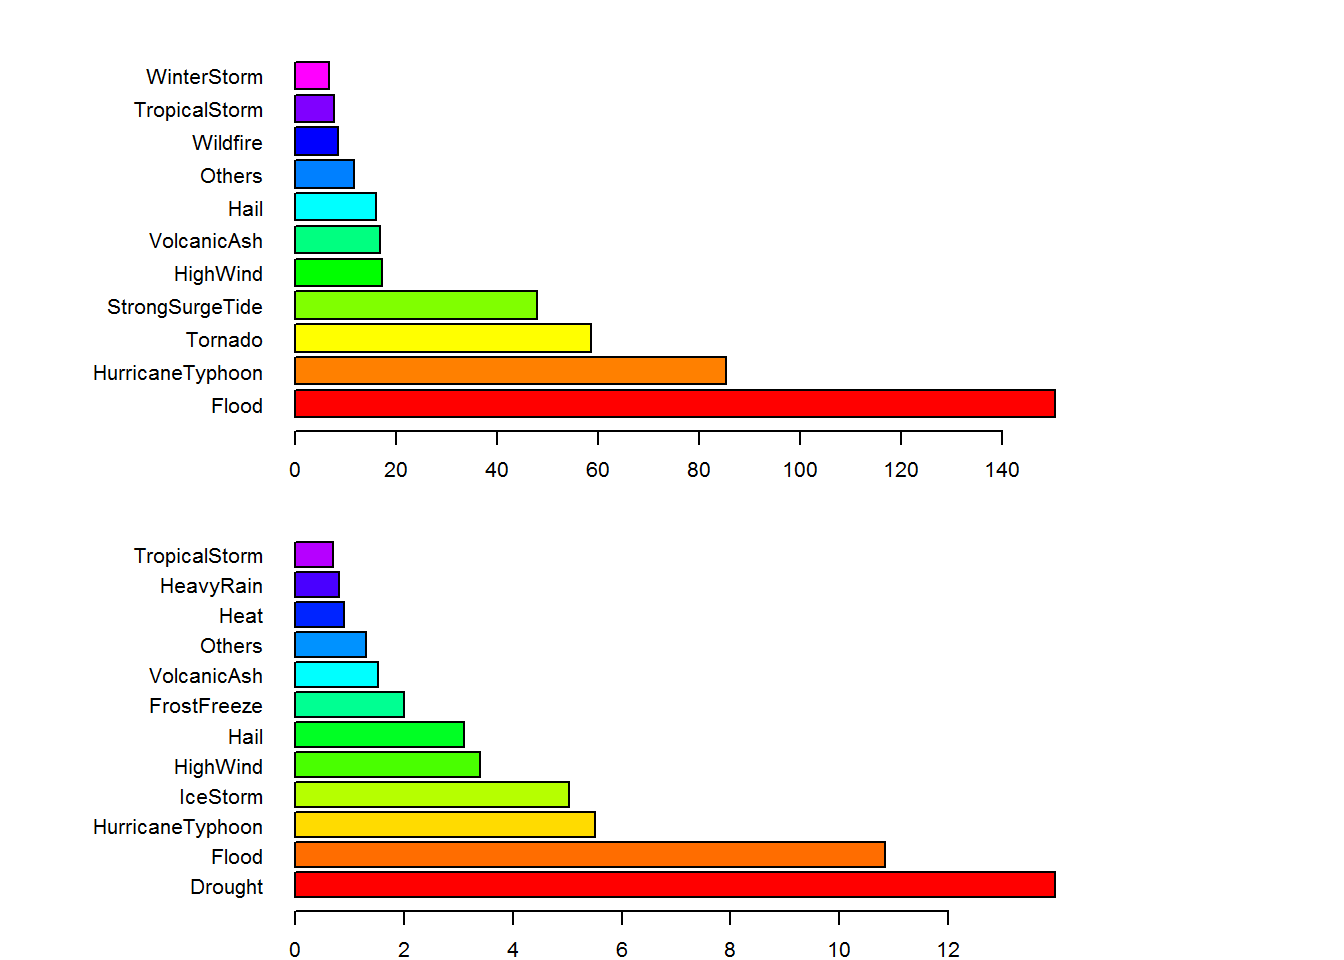 WinterStorm
TropicalStorm
Wildfire
Others
Hail
VolcanicAsh
HighWind
StrongSurgeTide
Tornado
HurricaneTyphoon
Flood
0 20 40 60 80 100 120 140
TropicalStorm
HeavyRain
Heat
Others
VolcanicAsh
FrostFreeze
Hail
HighWind
IceStorm
HurricaneTyphoon
Flood
Drought
0 2 4 6 8 10 12